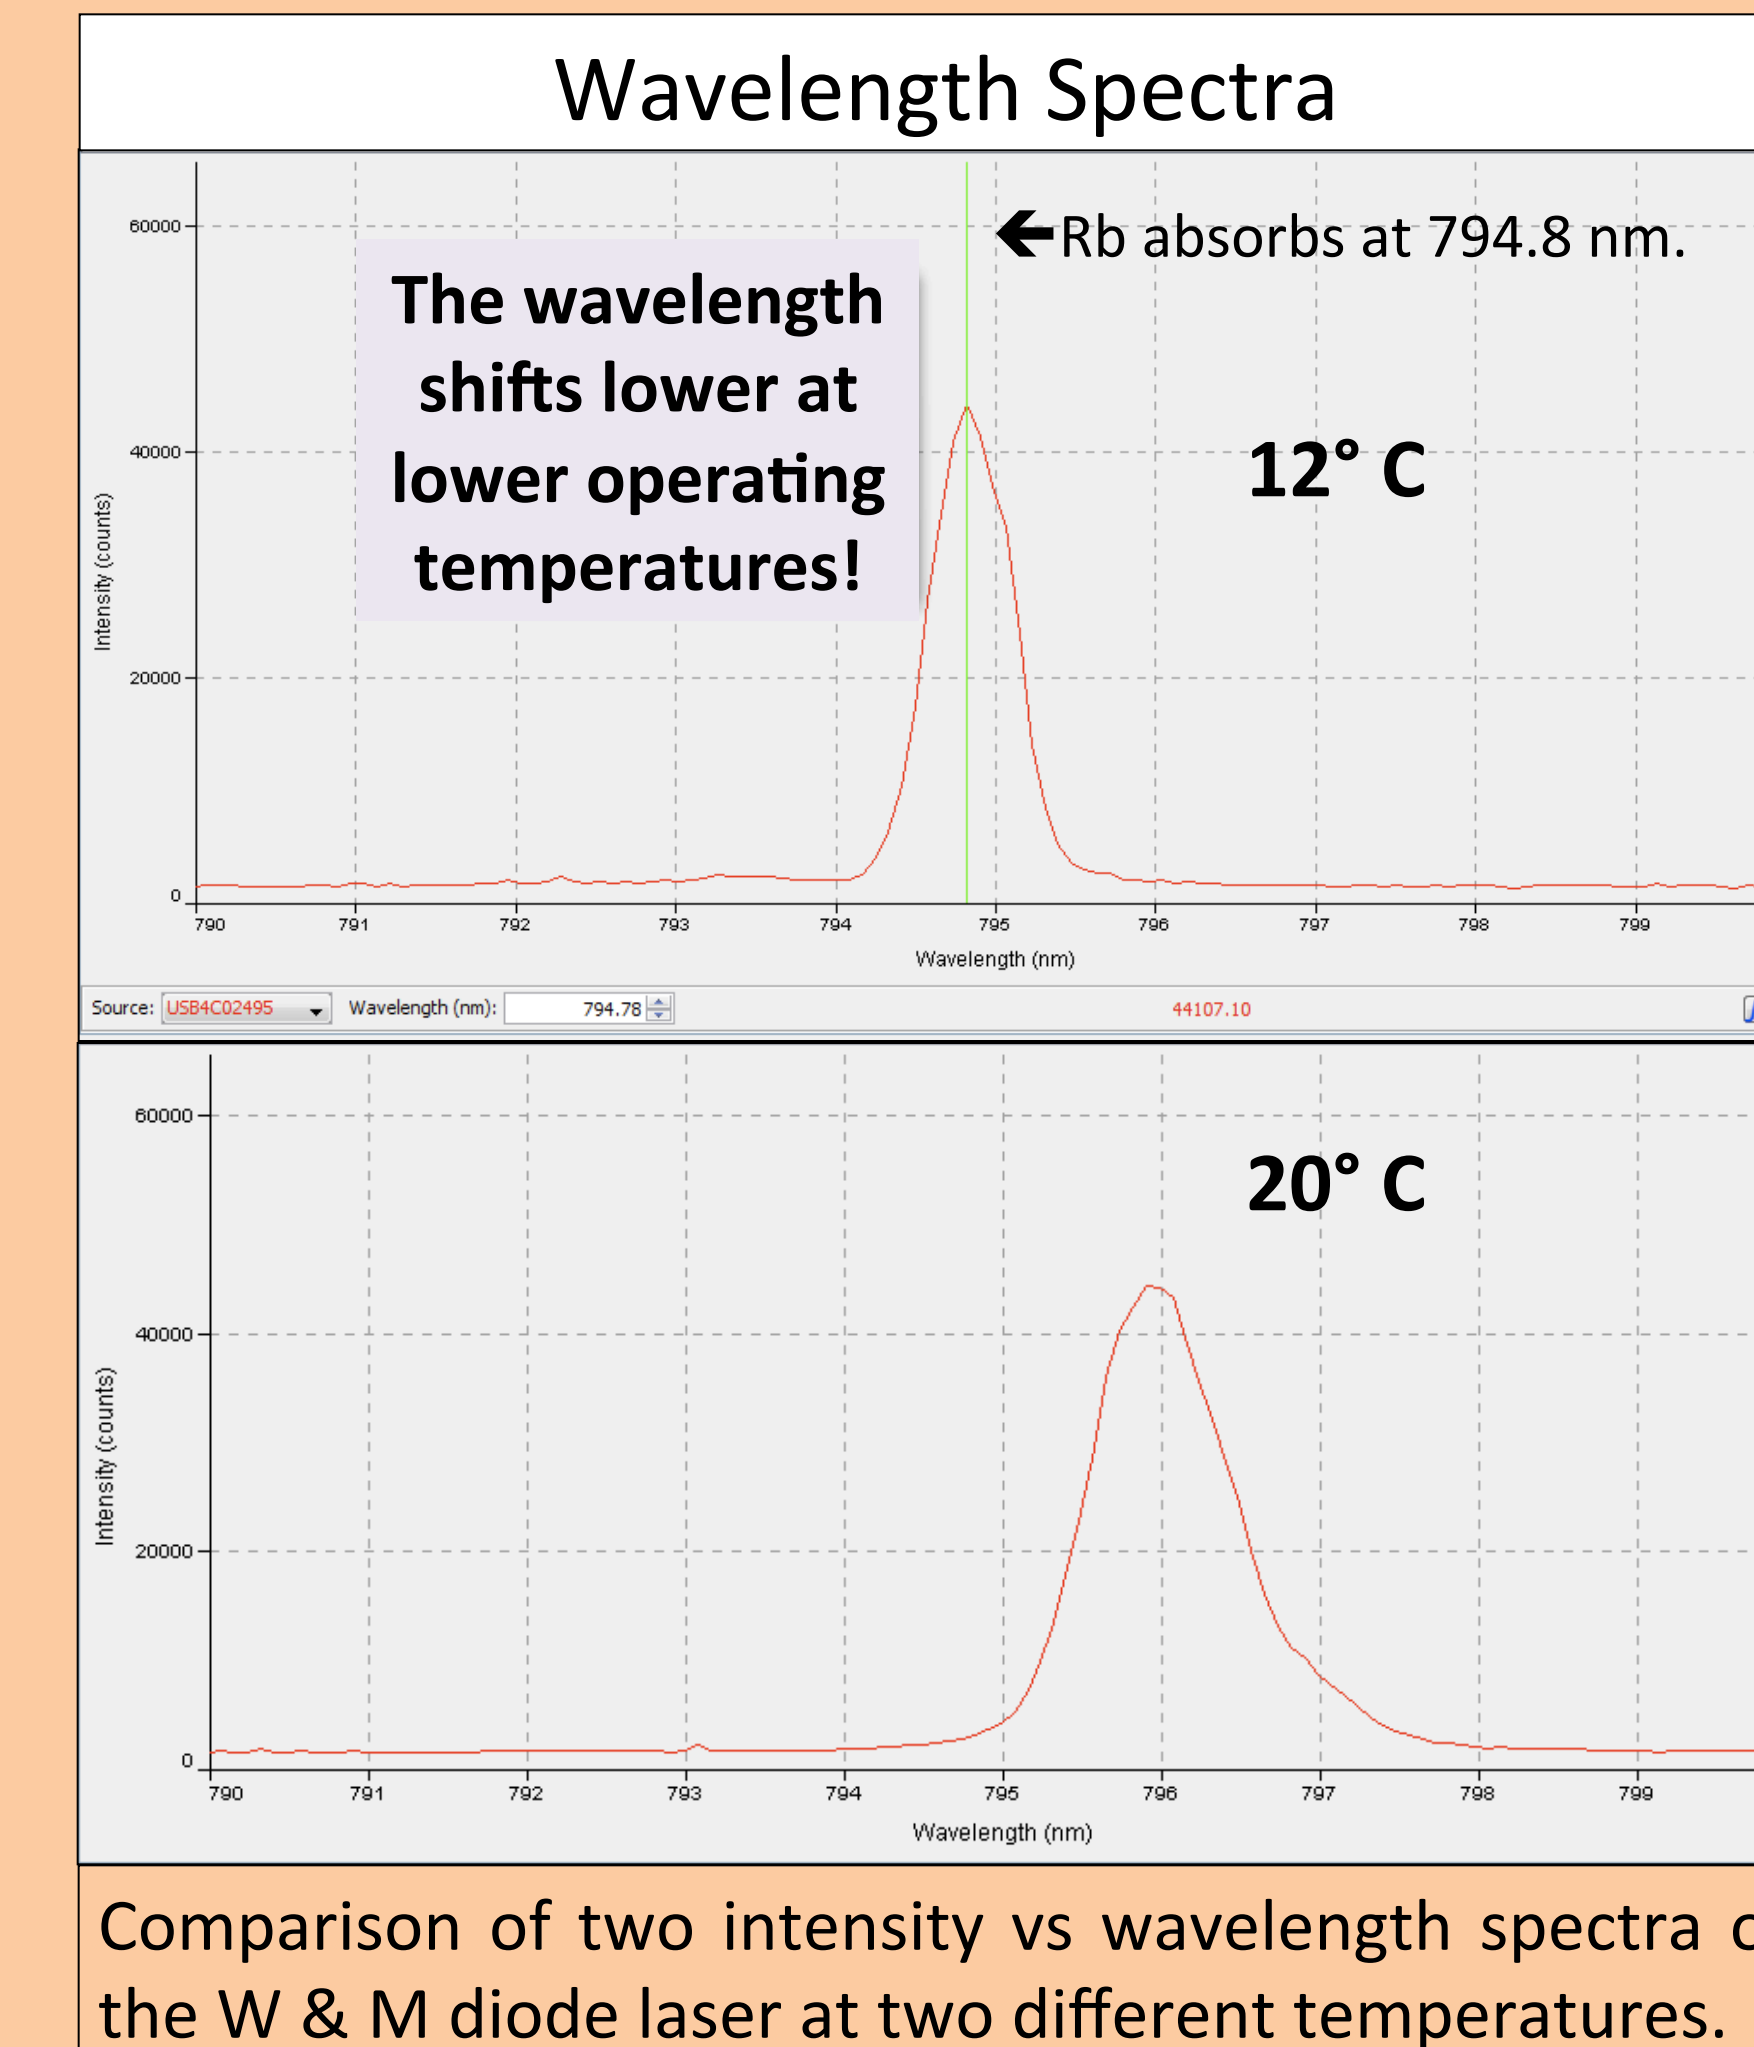 Wavelength Spectra
60000
🡸Rb absorbs at 794.8 nm.
The wavelength
shifts lower at
lower operating
temperatures!
12° C
40000
Intensity (counts)
20000
0
790 791 792 793 794 795 796 797 798 799
Wavelength (nm)
Source: USB4C02495 Wavelength (nm): 794.78 44107.10
60000
20° C
40000
Intensity (counts)
20000
0
790 791 792 793 794 795 796 797 798 799
Wavelength (nm)
Comparison of two intensity vs wavelength spectra
the W & M diode laser at two different temperatures.